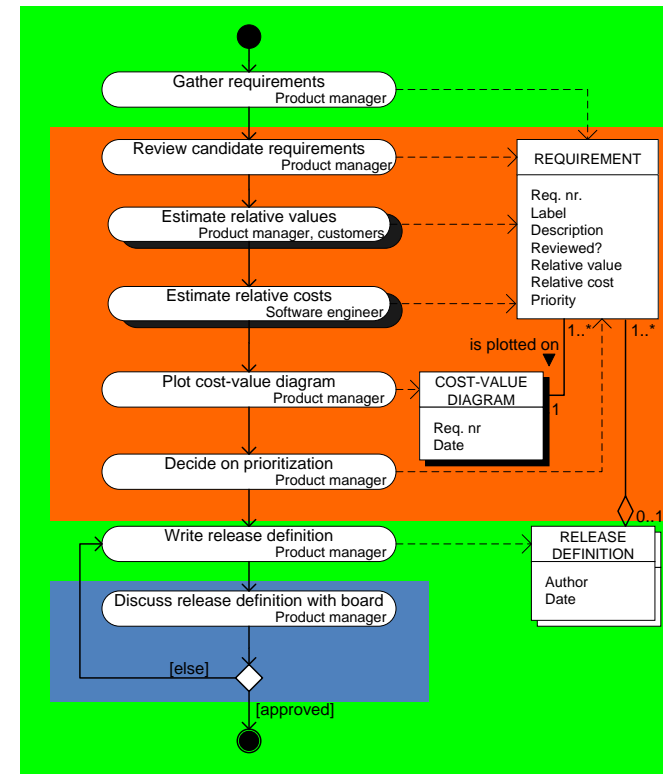 Gather requirements
Product manager
Review candidate requirements
Product manager
REQUIREMENT
Req. nr.
Label
Description
Reviewed?
Relative value
Relative cost
Priority
Estimate relative values
Product manager, customers
Estimate relative costs
Software engineer
1..*
1..*
is plotted on
Plot cost-value diagram
Product manager
COST-VALUE
DIAGRAM
1
Req. nr
Date
Decide on prioritization
Product manager
0..1
Write release definition
Product manager
RELEASE
DEFINITION
Author
Date
Discuss release definition with board
Product manager
[else]
[approved]